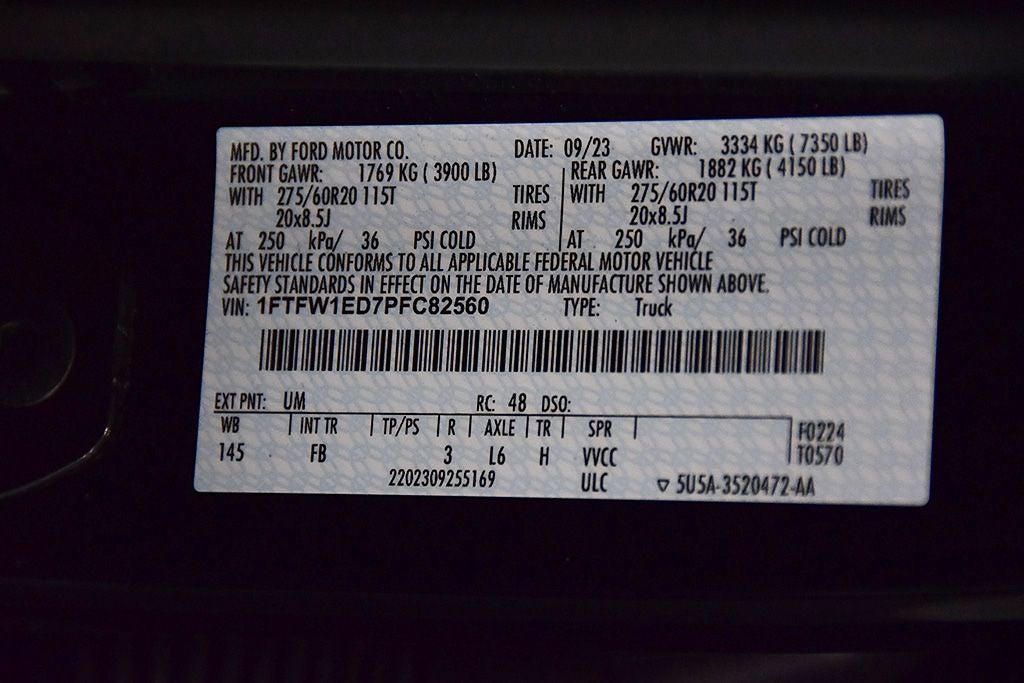 MFD. BY FORD MOTOR CO. DATE: 09/23 GVWR: 3334 KG ( 7350 LB)
FRONT GAWR: 1769 KG ( 3900 LB) REAR GAWR: 1882 KG ( 4150 LB)
WITH 275/60R20 115T TIRES WITH 275/60R20 115T TIRES
20x8.5J RIMS 20x8.5J RIMS
AT 250 kPa/ 36 PSI COLD AT 250 kPa/ 36 PSI COLD
THIS VEHICLE CONFORMS TO ALL APPLICABLE FEDERAL MOTOR VEHICLE
SAFETY STANDARDS IN EFFECT ON THE DATE OF MANUFACTURE SHOWN ABOVE.
VIN: 1FTFW1ED7PFC82560 TYPE: Truck
EXT PNT: UM RC: 48 DSO:
WB INT TR TP/PS R AXLE TR SPR F0224
145 FB 3 L6 H VVCC T0570
2202309255169 ULC ▽ 5U5A-3520472-AA